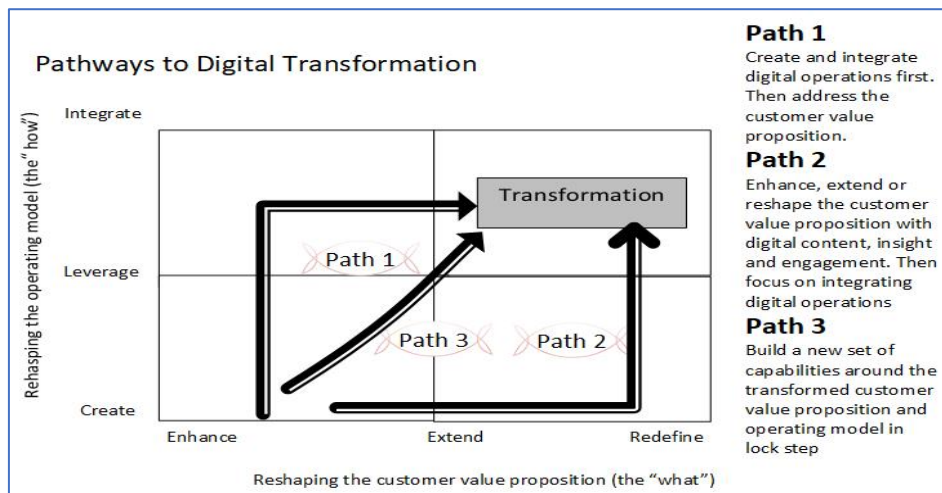 Pathways to Digital Transformation
Rehasping the operating model (the“ how”)
Integrate
Leverage
Create
Transformation
Path 1
Path 3
Path 2
Enhance
Extend
Redefine
Reshaping the customer value proposition (the “what”)
Path 1
Create and integrate
digital operations first.
Then address the
customer value
proposition.
Path 2
Enhance, extend or
reshape the customer
value proposition with
digital content, insight
and engagement. Then
focus on integrating
digital operations
Path 3
Build a new set of
capabilities around the
transformed customer
value proposition and
operating model in
lock step